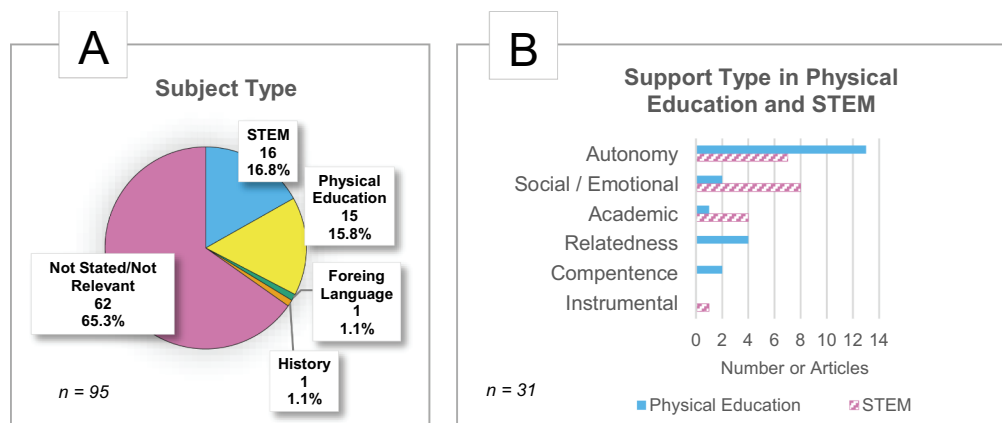 A
Subject Type
STEM
16
16.8%
Physical
Education
15
15.8%
Not Stated/Not
Relevant
62
65.3%
Foreing
Language
1
1.1%
History
1
1.1%
n = 95
B
Support Type in Physical
Education and STEM
Autonomy
Social / Emotional
Academic
Relatedness
Compentence
Instrumental
0 2 4 6 8 10 12 14
Number or Articles
n = 31
Physical Education STEM